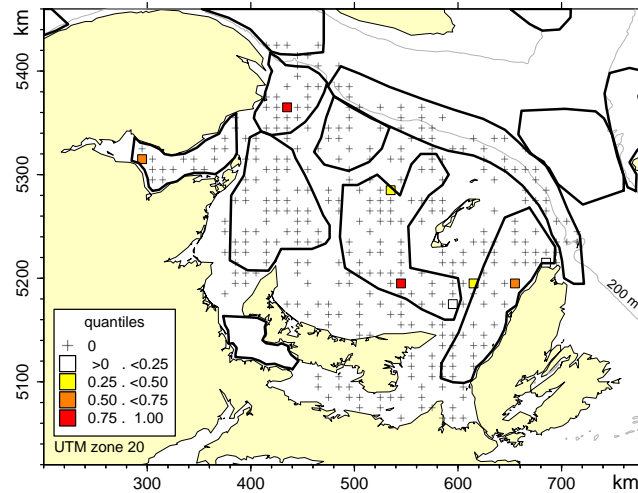 km
5400
5300
5200
5100
200 m
quantiles
0
>0 . <0.25
0.25 . <0.50
0.50 . <0.75
0.75 . 1.00
UTM zone 20
300 400 500 600 700 km